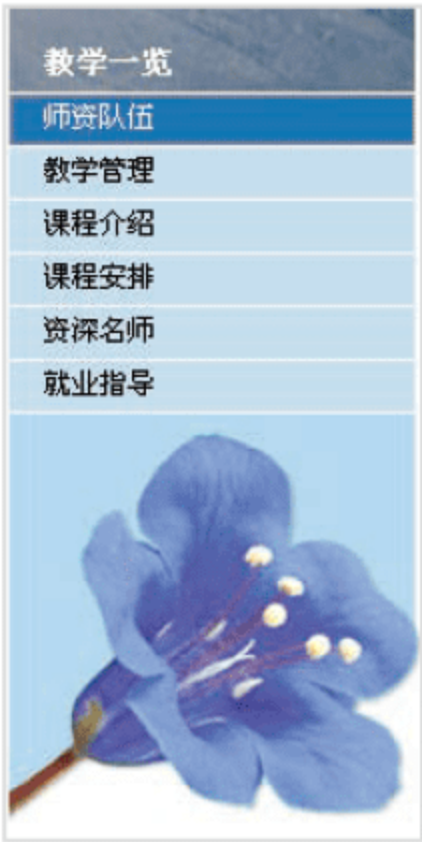 教学一览
师资队伍
教学管理
课程介绍
课程安排
资深名师
就业指导